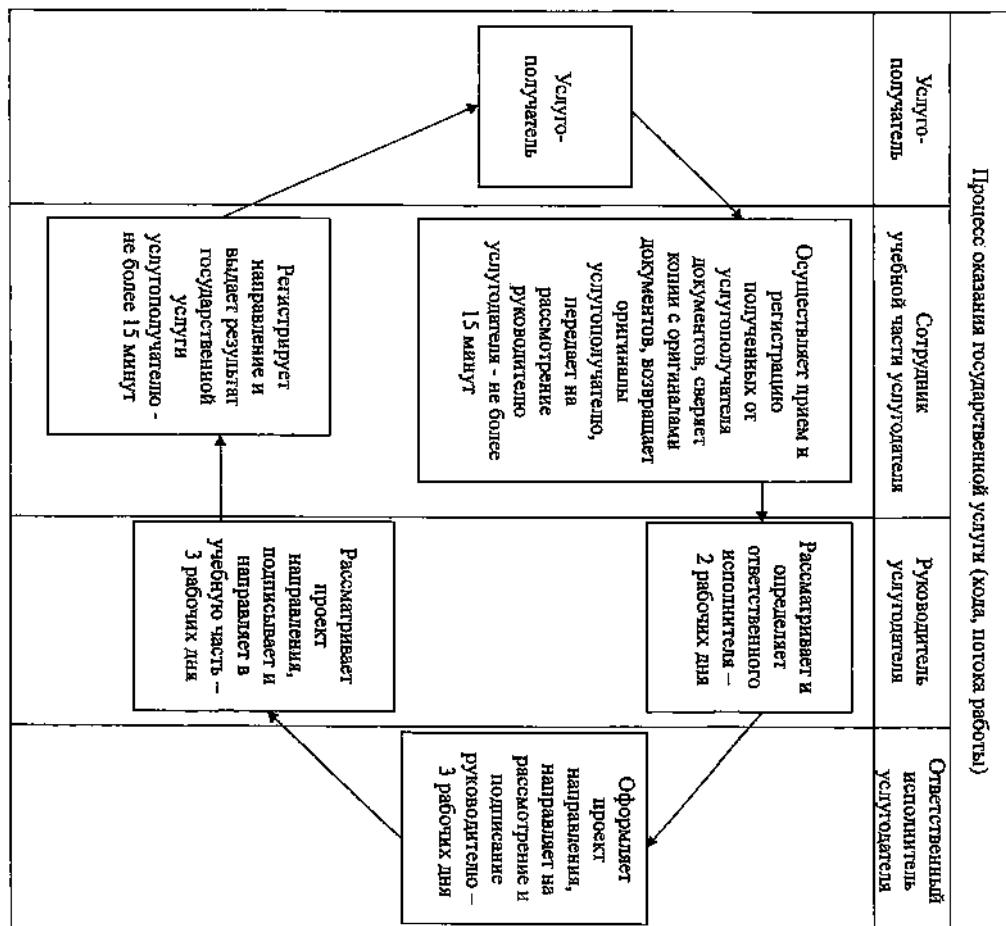 Процесс оказания государственной услуги (хода, потока работы)
Услуго-
получатель
Сотрудник
учебной части услугодателя
Руководитель
услугодателя
Ответственный
исполнитель
услугодателя
Услуго-
получатель
Осуществляет прием и
регистрацию
полученных от
услугополучателя
документов, сверяет
копии с оригиналами
документов, возвращает
оригиналы
услугополучателю,
передает на
рассмотрение
руководителю
услугодателя - не более
15 минут
Рассматривает и
определяет
ответственного
исполнителя –
2 рабочих дня
Оформляет
проект
направления,
направляет на
рассмотрение и
подписание
руководителю –
3 рабочих дня
Рассматривает
проект
направления,
подписывает и
направляет в
учебную часть –
3 рабочих дня
Регистрирует
направление и
выдает результат
государственной
услуги
услугополучателю -
не более 15 минут